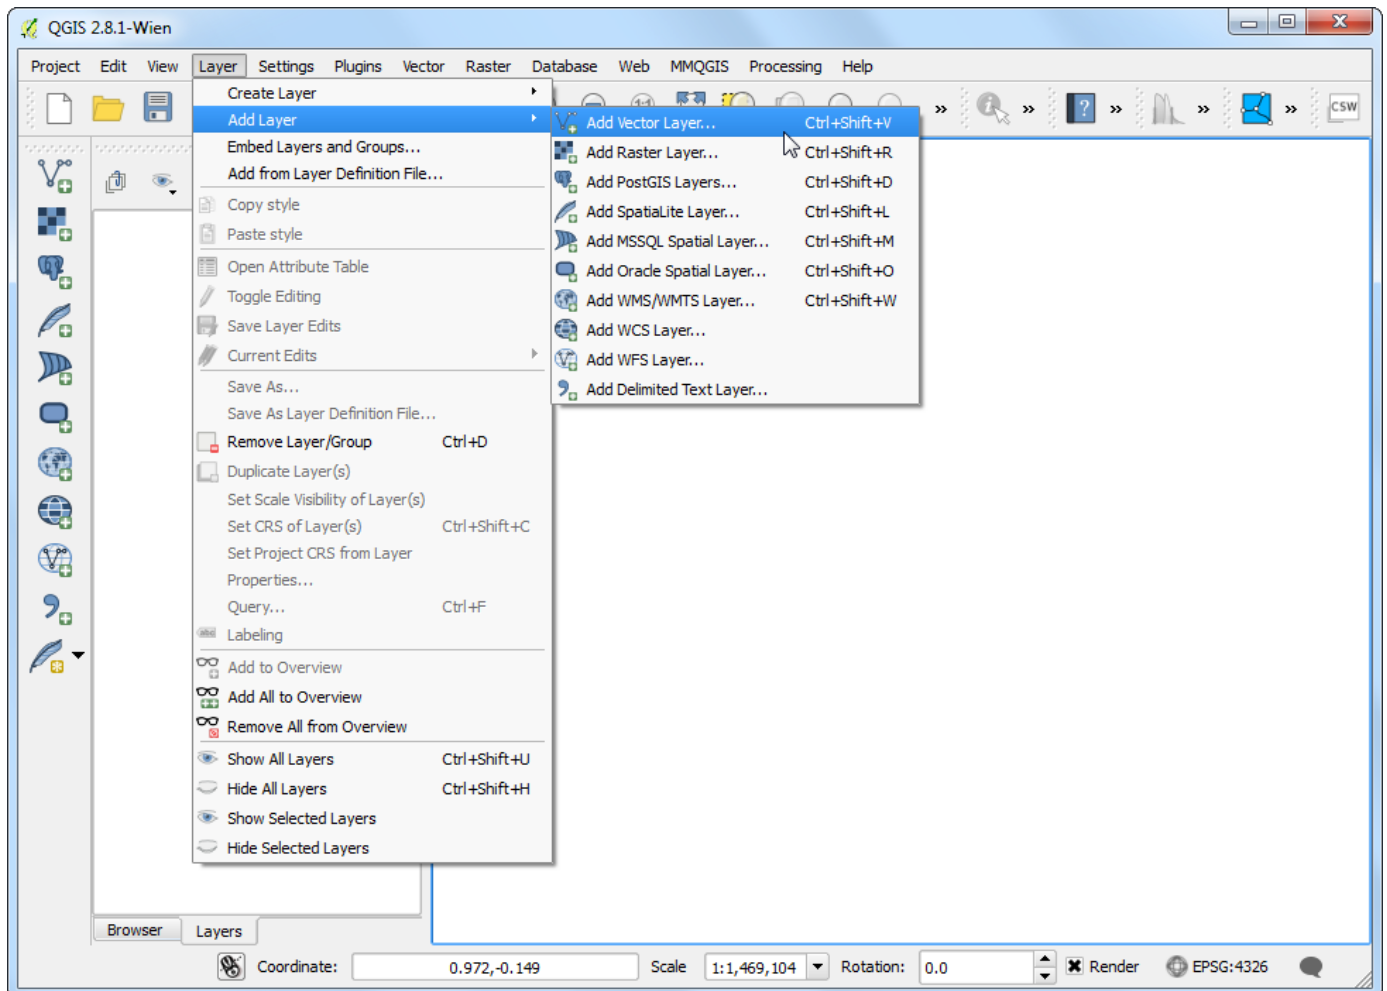 QGIS 2.8.1-Wien
Project Edit View Layer Settings Plugins Vector Raster Database Web MMQGIS Processing Help
Create Layer
Add Layer
Embed Layers and Groups...
Add from Layer Definition File...
Copy style
Paste style
Open Attribute Table
Toggle Editing
Save Layer Edits
Current Edits
Save As...
Save As Layer Definition File...
Remove Layer/Group Ctrl+D
Duplicate Layer(s)
Set Scale Visibility of Layer(s)
Set CRS of Layer(s) Ctrl+Shift+C
Set Project CRS from Layer
Properties...
Query... Ctrl+F
abc Labeling
Add to Overview
Add All to Overview
Remove All from Overview
Show All Layers Ctrl+Shift+U
Hide All Layers Ctrl+Shift+H
Show Selected Layers
Hide Selected Layers
Add Vector Layer... Ctrl+Shift+V
Add Raster Layer... Ctrl+Shift+R
Add PostGIS Layers... Ctrl+Shift+D
Add SpatiaLite Layer... Ctrl+Shift+L
Add MSSQL Spatial Layer... Ctrl+Shift+M
Add Oracle Spatial Layer... Ctrl+Shift+O
Add WMS/WMTS Layer... Ctrl+Shift+W
Add WCS Layer...
Add WFS Layer...
Add Delimited Text Layer...
» » ? » » » CSW
Browser Layers
Coordinate: 0.972,-0.149 Scale 1:1,469,104 Rotation: 0.0 Render EPSG:4326